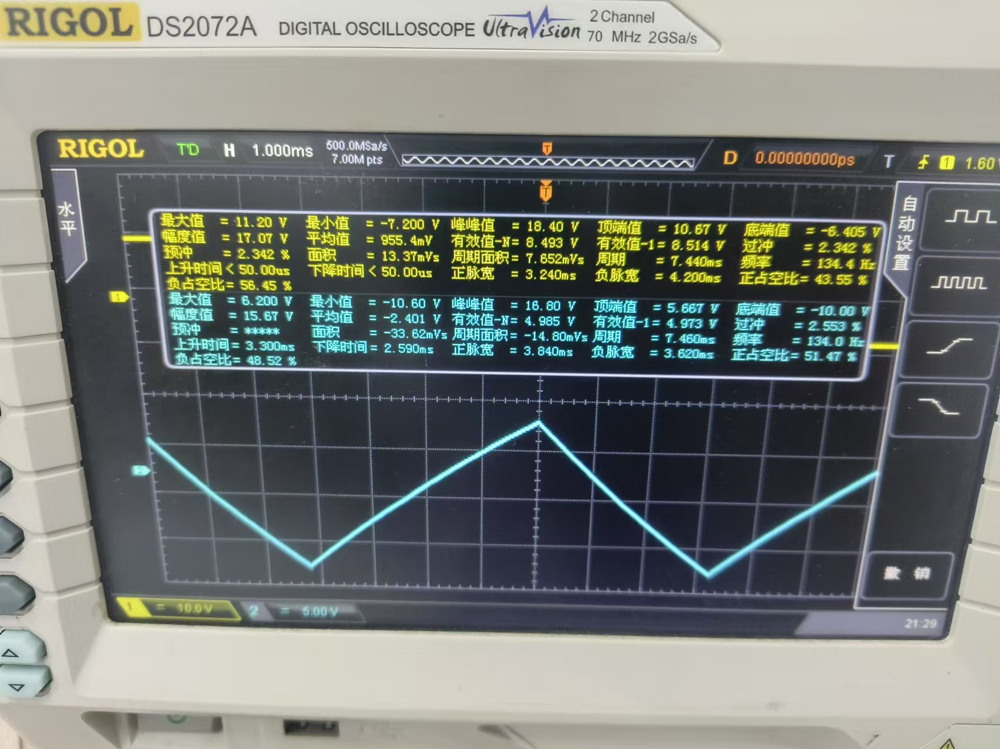 RIGOL DS2072A DIGITAL OSCILLOSCOPE UltraVision 2 Channel
70 MHz 2GSa/s
RIGOL T'D H 1.000ms 500.0MSa/s
7.00M pts
T
D 0.00000000ps T 1 1.60
水平
T
自动设置
最大值 = 11.20 V 最小值 = -7.200 V 峰峰值 = 18.40 V 顶端值 = 10.67 V 底端值 = -6.405 V
幅度值 = 17.07 V 平均值 = 955.4mV 有效值-N= 8.493 V 有效值-1= 8.514 V 过冲 = 2.342 %
预冲 = 2.342 % 面积 = 13.37mVs 周期面积= 7.652mVs 周期 = 7.440ms 频率 = 134.4 Hz
上升时间< 50.00us 下降时间< 50.00us 正脉宽 = 3.240ms 负脉宽 = 4.200ms 正占空比= 43.55 %
负占空比= 56.45 %
最大值 = 6.200 V 最小值 = -10.60 V 峰峰值 = 16.80 V 顶端值 = 5.667 V 底端值 = -10.00 V
幅度值 = 15.67 V 平均值 = -2.401 V 有效值-N= 4.985 V 有效值-1= 4.973 V 过冲 = 2.553 %
预冲 = ***** 面积 = -33.62mVs 周期面积= -14.80mVs 周期 = 7.460ms 频率 = 134.0 Hz
上升时间= 3.300ms 下降时间= 2.590ms 正脉宽 = 3.840ms 负脉宽 = 3.620ms 正占空比= 51.47 %
负占空比= 48.52 %
1
2
撤 销
1 = 10.0V 2 = 5.00 V
21:29